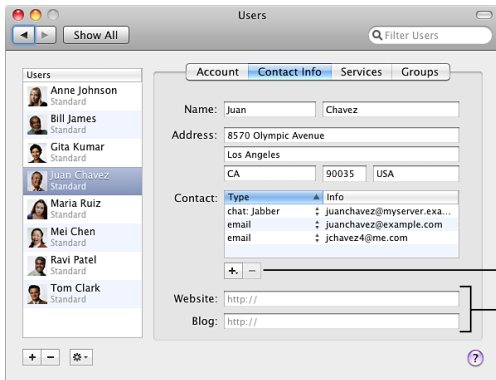 Users
Show All
Filter Users
Users
Anne Johnson
Standard
Bill James
Standard
Gita Kumar
Standard
Juan Chavez
Standard
Maria Ruiz
Standard
Mei Chen
Standard
Ravi Patel
Standard
Tom Clark
Standard
Account Contact Info Services Groups
Name: Juan Chavez
Address: 8570 Olympic Avenue
Los Angeles
CA 90035 USA
Contact: Type Info
chat: Jabber juanchavez@myserver.exa...
email juanchavez@example.com
email jchavez4@me.com
Website: http://
Blog: http://